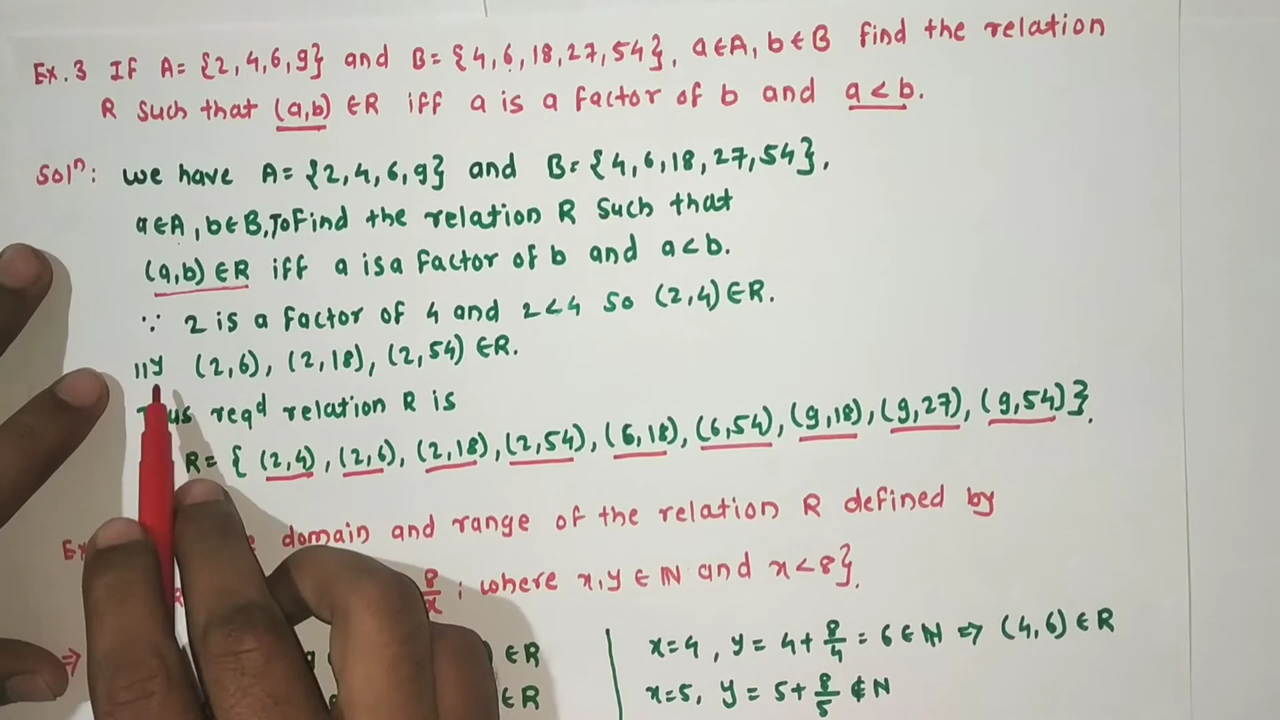 Ex.3 If A= {2,4,6,9} and B= {4,6,18,27,54}, a∈A, b∈B find the relation
R Such that (a,b) ∈R iff a is a factor of b and a<b.
Solⁿ: we have A= {2,4,6,9} and B= {4,6,18,27,54},
a∈A, b∈B, To Find the relation R Such that
(a,b) ∈R iff a is a Factor of b and a<b.
∵ 2 is a Factor of 4 and 2<4 So (2,4)∈R.
llly (2,6), (2,18), (2,54) ∈R.
reqd relation R is
R= { (2,4), (2,6), (2,18), (2,54), (6,18), (6,54), (9,18), (9,27), (9,54)}.
domain and range of the relation R defined by
8/x ; where x,y ∈ N and x<8}.
⇒ ∈R x=4, y= 4+8/4 = 6 ∈ N ⇒ (4,6) ∈R
∈R x=5, y= 5+8/5 ∉ N